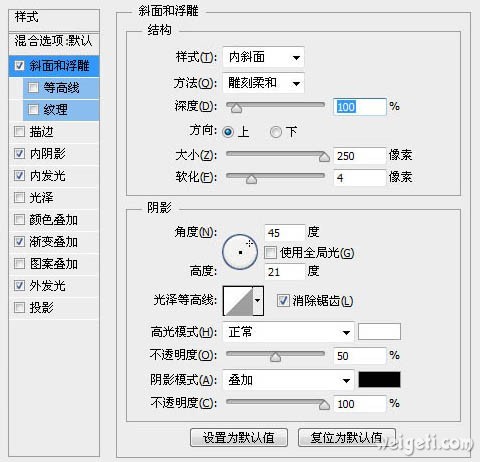 样式
混合选项:默认
斜面和浮雕
等高线
纹理
描边
内阴影
内发光
光泽
颜色叠加
渐变叠加
图案叠加
外发光
投影
斜面和浮雕
结构
样式(T): 内斜面
方法(Q): 雕刻柔和
深度(D): 100 %
方向: 上 下
大小(Z): 250 像素
软化(F): 4 像素
阴影
角度(N): 45 度
使用全局光(G)
高度: 21 度
光泽等高线: 消除锯齿(L)
高光模式(H): 正常
不透明度(O): 50 %
阴影模式(A): 叠加
不透明度(C): 100 %
设置为默认值 复位为默认值
weigeti.com